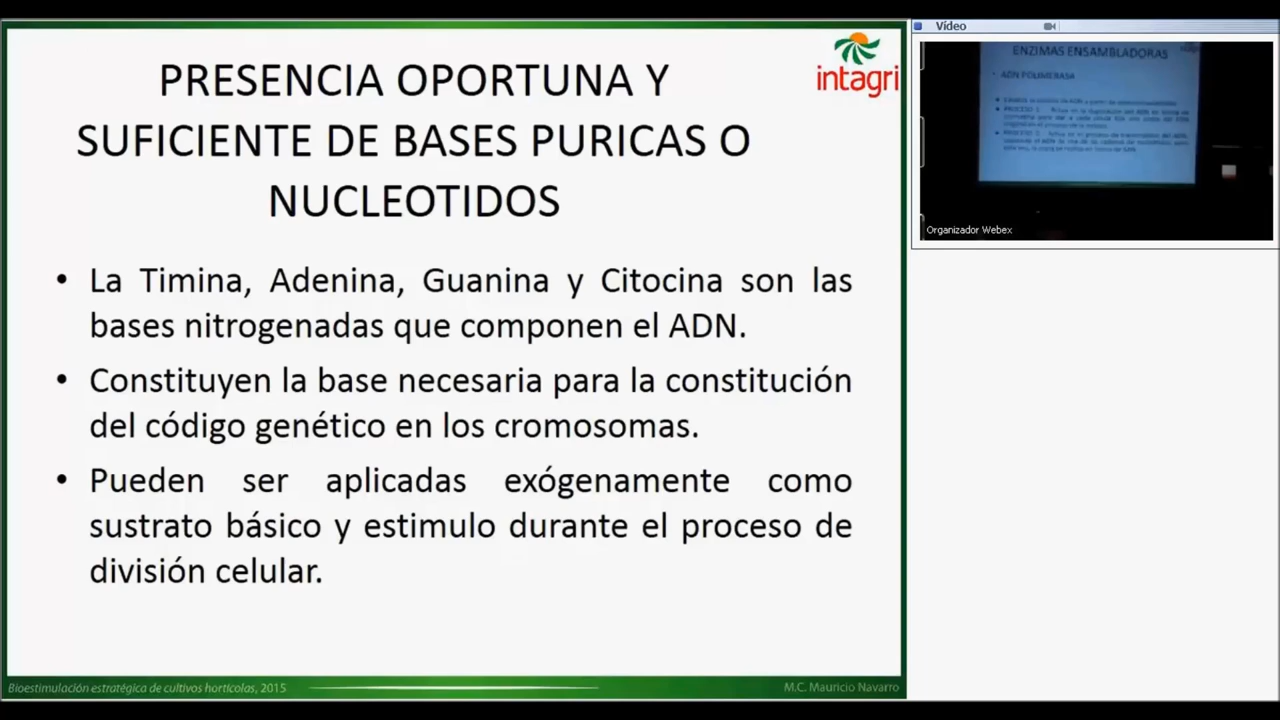 PRESENCIA OPORTUNA Y
SUFICIENTE DE BASES PURICAS O
NUCLEOTIDOS
intagri
• La Timina, Adenina, Guanina y Citocina son las
bases nitrogenadas que componen el ADN.
• Constituyen la base necesaria para la constitución
del código genético en los cromosomas.
• Pueden ser aplicadas exógenamente como
sustrato básico y estimulo durante el proceso de
división celular.
Bioestimulación estratégica de cultivos hortícolas, 2015
M.C. Mauricio Navarro
Vídeo
ENZIMAS ENSAMBLADORAS
ADN POLIMERASA
Organizador Webex